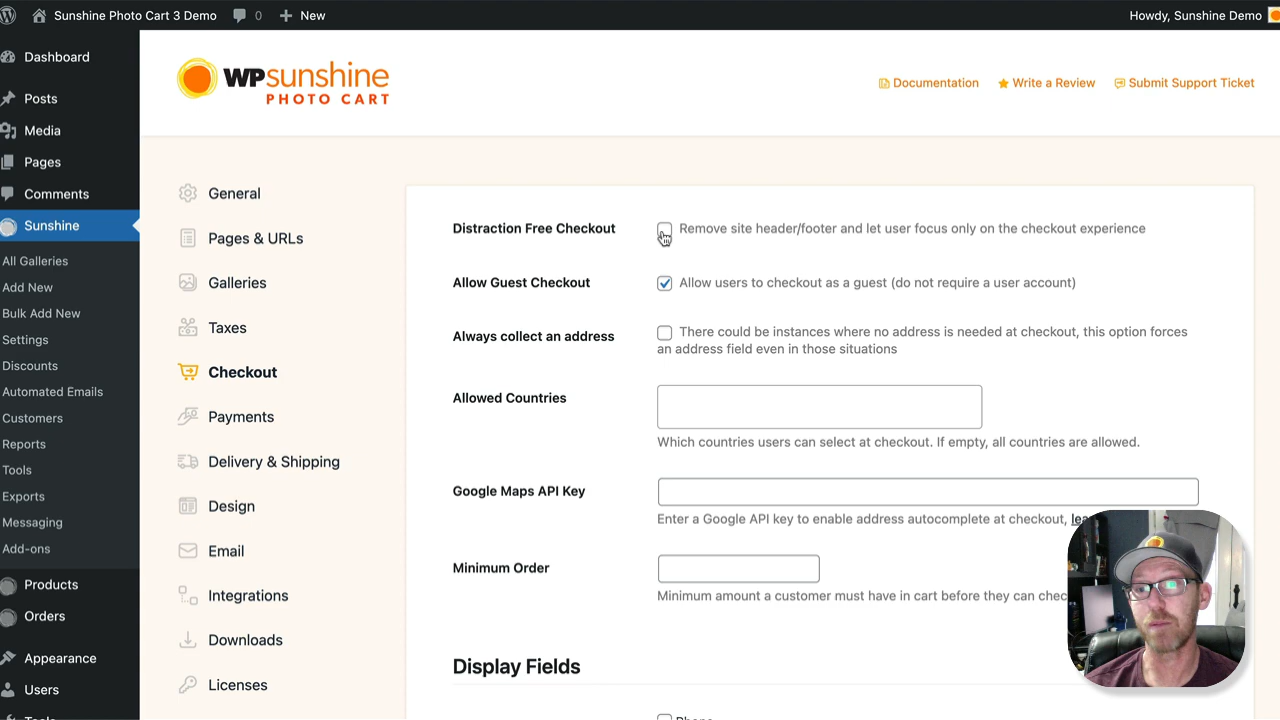 Sunshine Photo Cart 3 Demo
0
New
Howdy, Sunshine Demo
Dashboard
Posts
Media
Pages
Comments
Sunshine
All Galleries
Add New
Bulk Add New
Settings
Discounts
Automated Emails
Customers
Reports
Tools
Exports
Messaging
Add-ons
Products
Orders
Appearance
Users
Tools
WPsunshine
PHOTO CART
Documentation
Write a Review
Submit Support Ticket
General
Pages & URLs
Galleries
Taxes
Checkout
Payments
Delivery & Shipping
Design
Email
Integrations
Downloads
Licenses
Distraction Free Checkout
Remove site header/footer and let user focus only on the checkout experience
Allow Guest Checkout
Allow users to checkout as a guest (do not require a user account)
Always collect an address
There could be instances where no address is needed at checkout, this option forces
an address field even in those situations
Allowed Countries
Which countries users can select at checkout. If empty, all countries are allowed.
Google Maps API Key
Enter a Google API key to enable address autocomplete at checkout,
Minimum Order
Minimum amount a customer must have in cart before they can
Display Fields
Phone